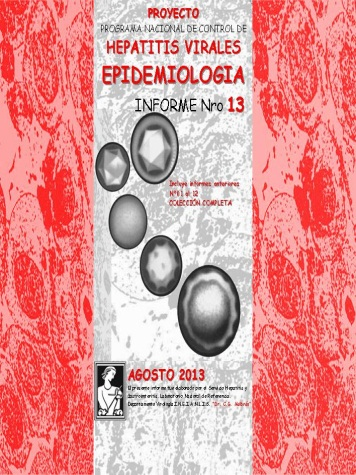 PROYECTO
PROGRAMA NACIONAL DE CONTROL DE
HEPATITIS VIRALES
EPIDEMIOLOGIA
INFORME Nro 13
Incluye informes anteriores
Nº 01 al 12
COLECCIÓN COMPLETA
AGOSTO 2013
El presente informe fue elaborado por el Servicio Hepatitis y
Gastroenteritis, Laboratorio Nacional de Referencia.
Departamento Virología I.N.E.I.-A.N.L.I.S. "Dr. C.G. Malbrán"